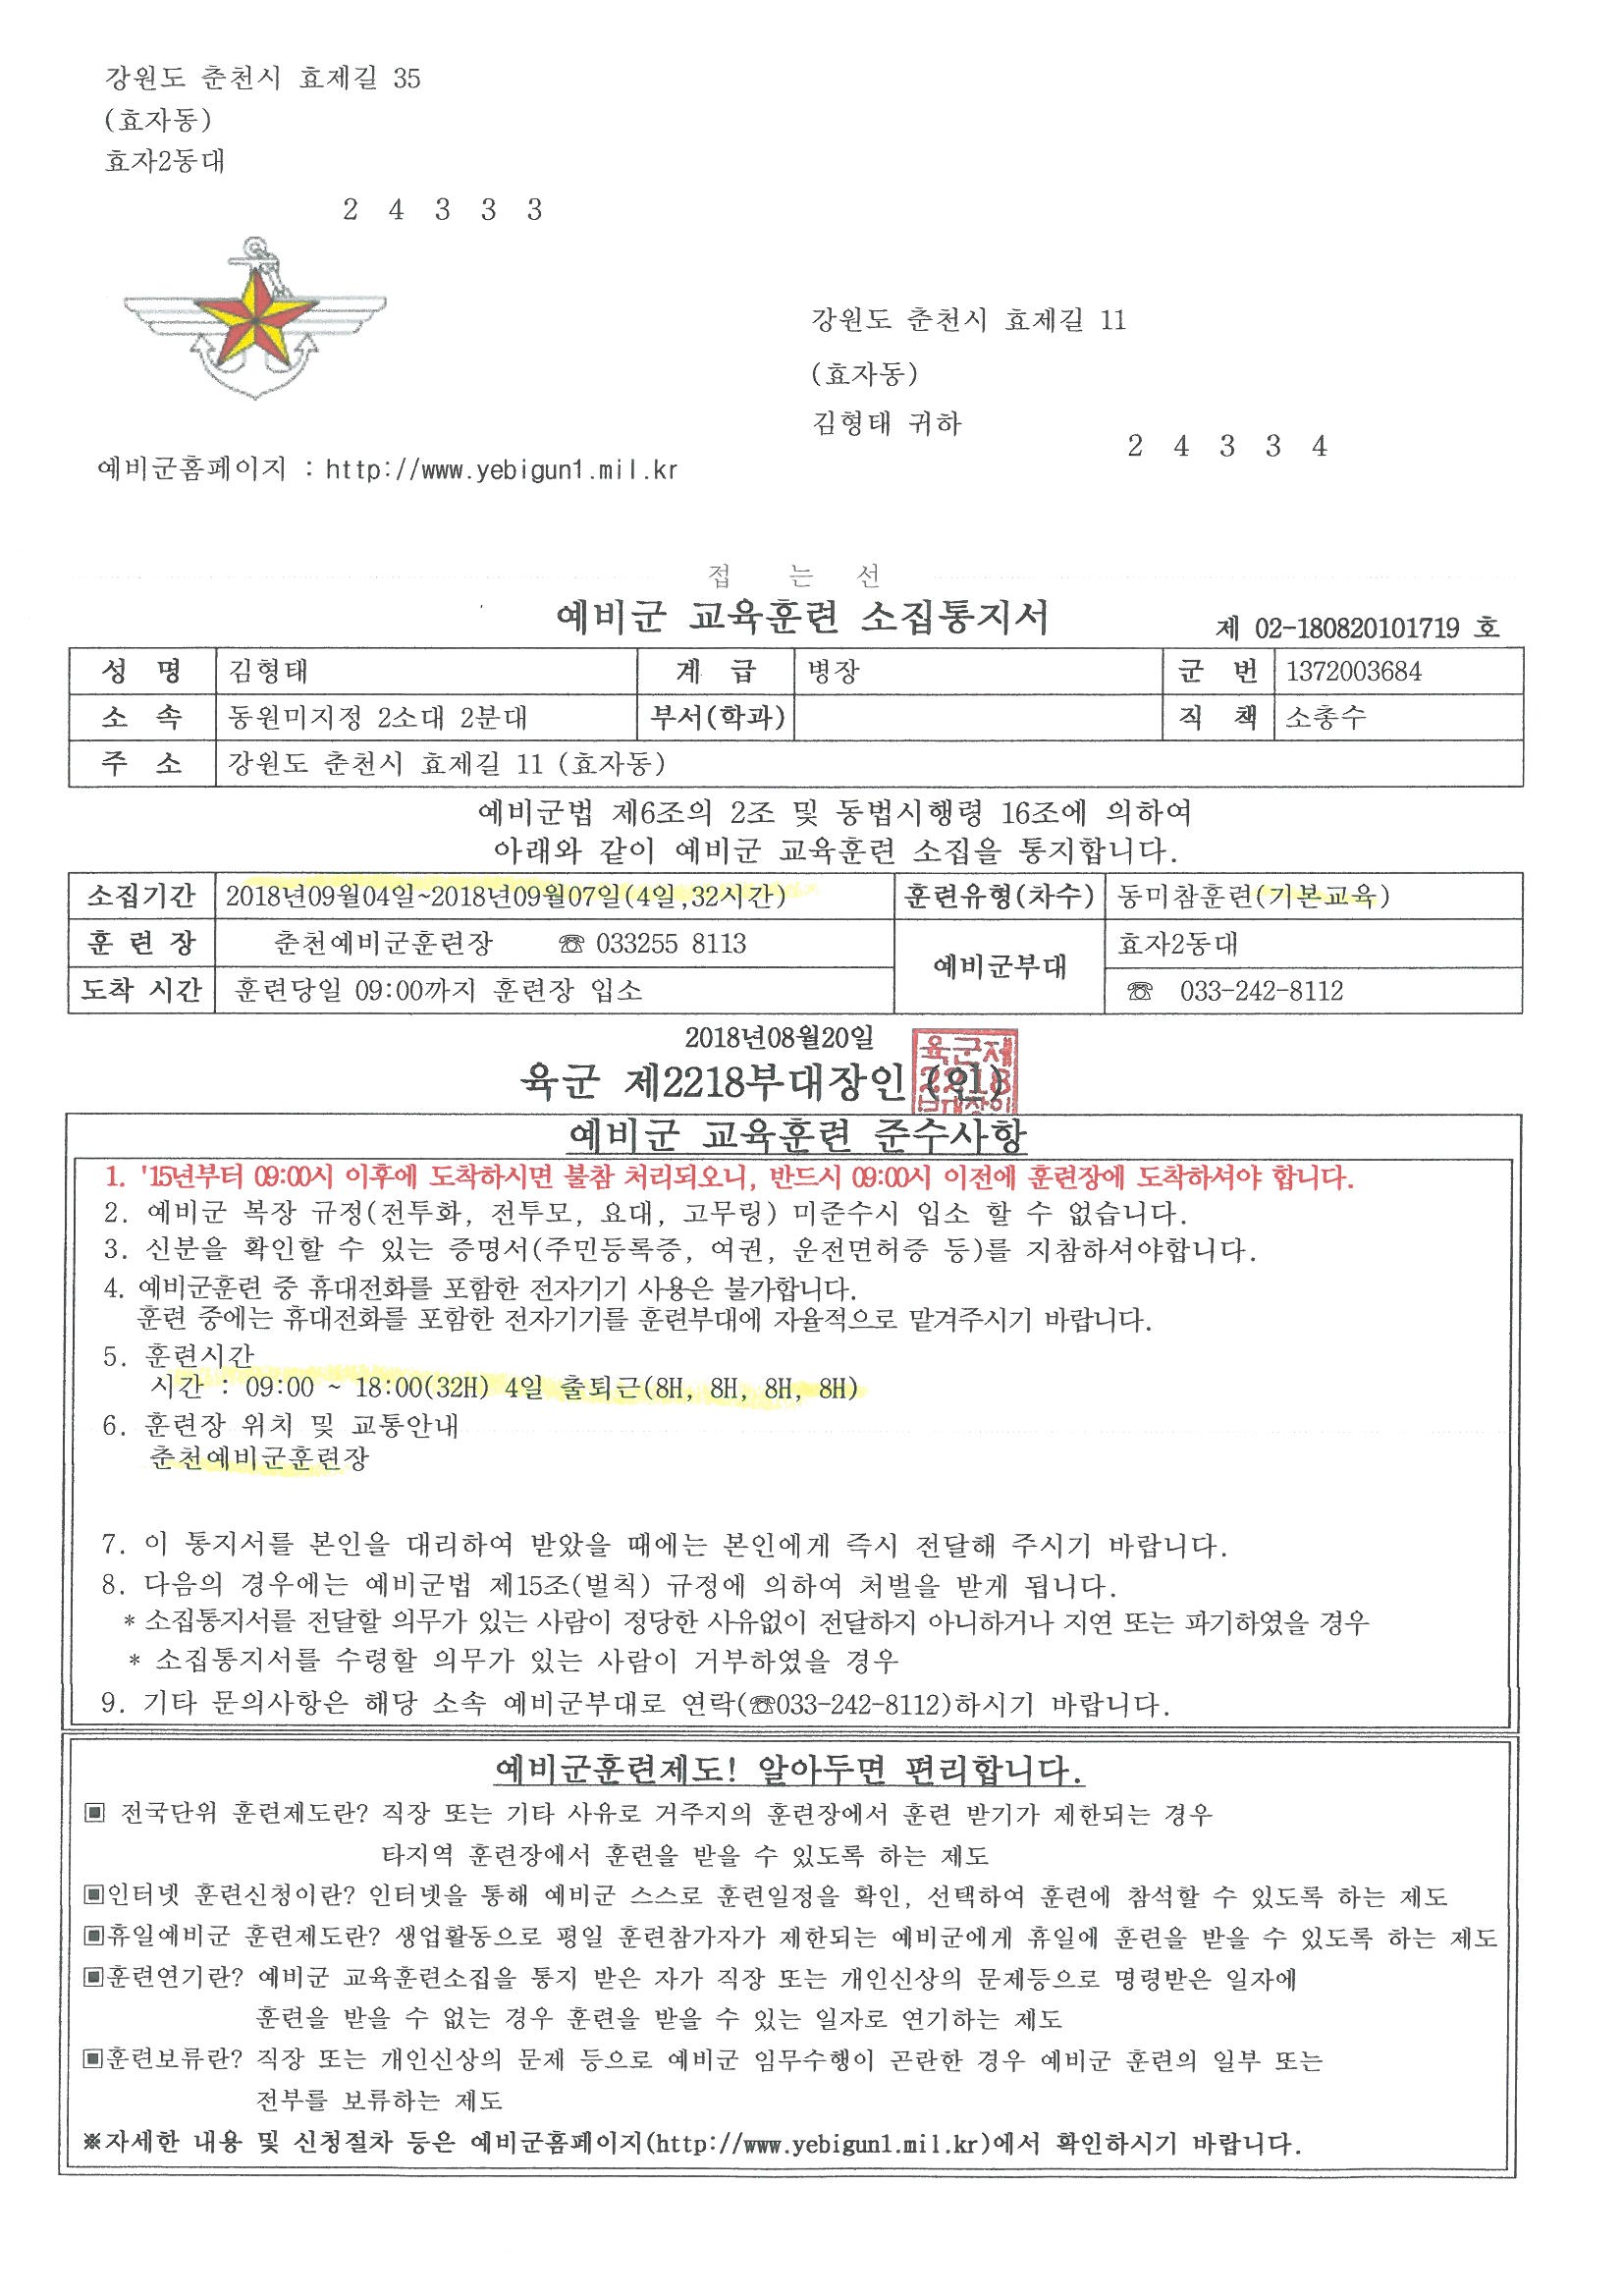 강원도 춘천시 효제길 35
(효자동)
효자2동대
2 4 3 3 3
강원도 춘천시 효제길 11
(효자동)
김형태 귀하
2 4 3 3 4
예비군홈페이지 : http://www.yebigun1.mil.kr
접 는 선
예비군 교육훈련 소집통지서
제 02-180820101719 호
성 명 김형태 계 급 병장 군 번 1372003684
소 속 동원미지정 2소대 2분대 부서(학과) 직 책 소총수
주 소 강원도 춘천시 효제길 11 (효자동)
예비군법 제6조의 2조 및 동법시행령 16조에 의하여
아래와 같이 예비군 교육훈련 소집을 통지합니다.
소집기간 2018년09월04일~2018년09월07일(4일,32시간) 훈련유형(차수) 동미참훈련(기본교육)
훈 련 장 춘천예비군훈련장 ☏ 033255 8113 예비군부대 효자2동대
도착 시간 훈련당일 09:00까지 훈련장 입소 ☏ 033-242-8112
2018년08월20일
육군 제2218부대장인 (인)
육군제
2218
부대장인
예비군 교육훈련 준수사항
1. '15년부터 09:00시 이후에 도착하시면 불참 처리되오니, 반드시 09:00시 이전에 훈련장에 도착하셔야 합니다.
2. 예비군 복장 규정(전투화, 전투모, 요대, 고무링) 미준수시 입소 할 수 없습니다.
3. 신분을 확인할 수 있는 증명서(주민등록증, 여권, 운전면허증 등)를 지참하셔야합니다.
4. 예비군훈련 중 휴대전화를 포함한 전자기기 사용은 불가합니다.
훈련 중에는 휴대전화를 포함한 전자기기를 훈련부대에 자율적으로 맡겨주시기 바랍니다.
5. 훈련시간
시간 : 09:00 ~ 18:00(32H) 4일 출퇴근(8H, 8H, 8H, 8H)
6. 훈련장 위치 및 교통안내
춘천예비군훈련장
7. 이 통지서를 본인을 대리하여 받았을 때에는 본인에게 즉시 전달해 주시기 바랍니다.
8. 다음의 경우에는 예비군법 제15조(벌칙) 규정에 의하여 처벌을 받게 됩니다.
* 소집통지서를 전달할 의무가 있는 사람이 정당한 사유없이 전달하지 아니하거나 지연 또는 파기하였을 경우
* 소집통지서를 수령할 의무가 있는 사람이 거부하였을 경우
9. 기타 문의사항은 해당 소속 예비군부대로 연락(☏033-242-8112)하시기 바랍니다.
예비군훈련제도! 알아두면 편리합니다.
▣ 전국단위 훈련제도란? 직장 또는 기타 사유로 거주지의 훈련장에서 훈련 받기가 제한되는 경우
타지역 훈련장에서 훈련을 받을 수 있도록 하는 제도
▣인터넷 훈련신청이란? 인터넷을 통해 예비군 스스로 훈련일정을 확인, 선택하여 훈련에 참석할 수 있도록 하는 제도
▣휴일예비군 훈련제도란? 생업활동으로 평일 훈련참가자가 제한되는 예비군에게 휴일에 훈련을 받을 수 있도록 하는 제도
▣훈련연기란? 예비군 교육훈련소집을 통지 받은 자가 직장 또는 개인신상의 문제등으로 명령받은 일자에
훈련을 받을 수 없는 경우 훈련을 받을 수 있는 일자로 연기하는 제도
▣훈련보류란? 직장 또는 개인신상의 문제 등으로 예비군 임무수행이 곤란한 경우 예비군 훈련의 일부 또는
전부를 보류하는 제도
※자세한 내용 및 신청절차 등은 예비군홈페이지(http://www.yebigun1.mil.kr)에서 확인하시기 바랍니다.